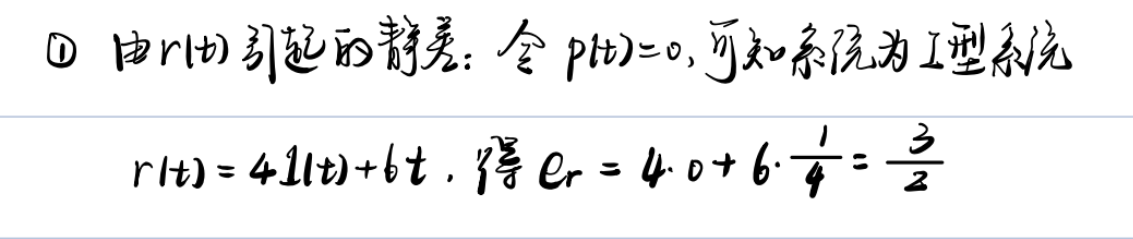 ① 由r(t)引起的静差：令 p(t)=0, 可知系统为I型系统
r(t) = 4·1(t)+6t . 得 e_r = 4·0+6·1/4 = 3/2